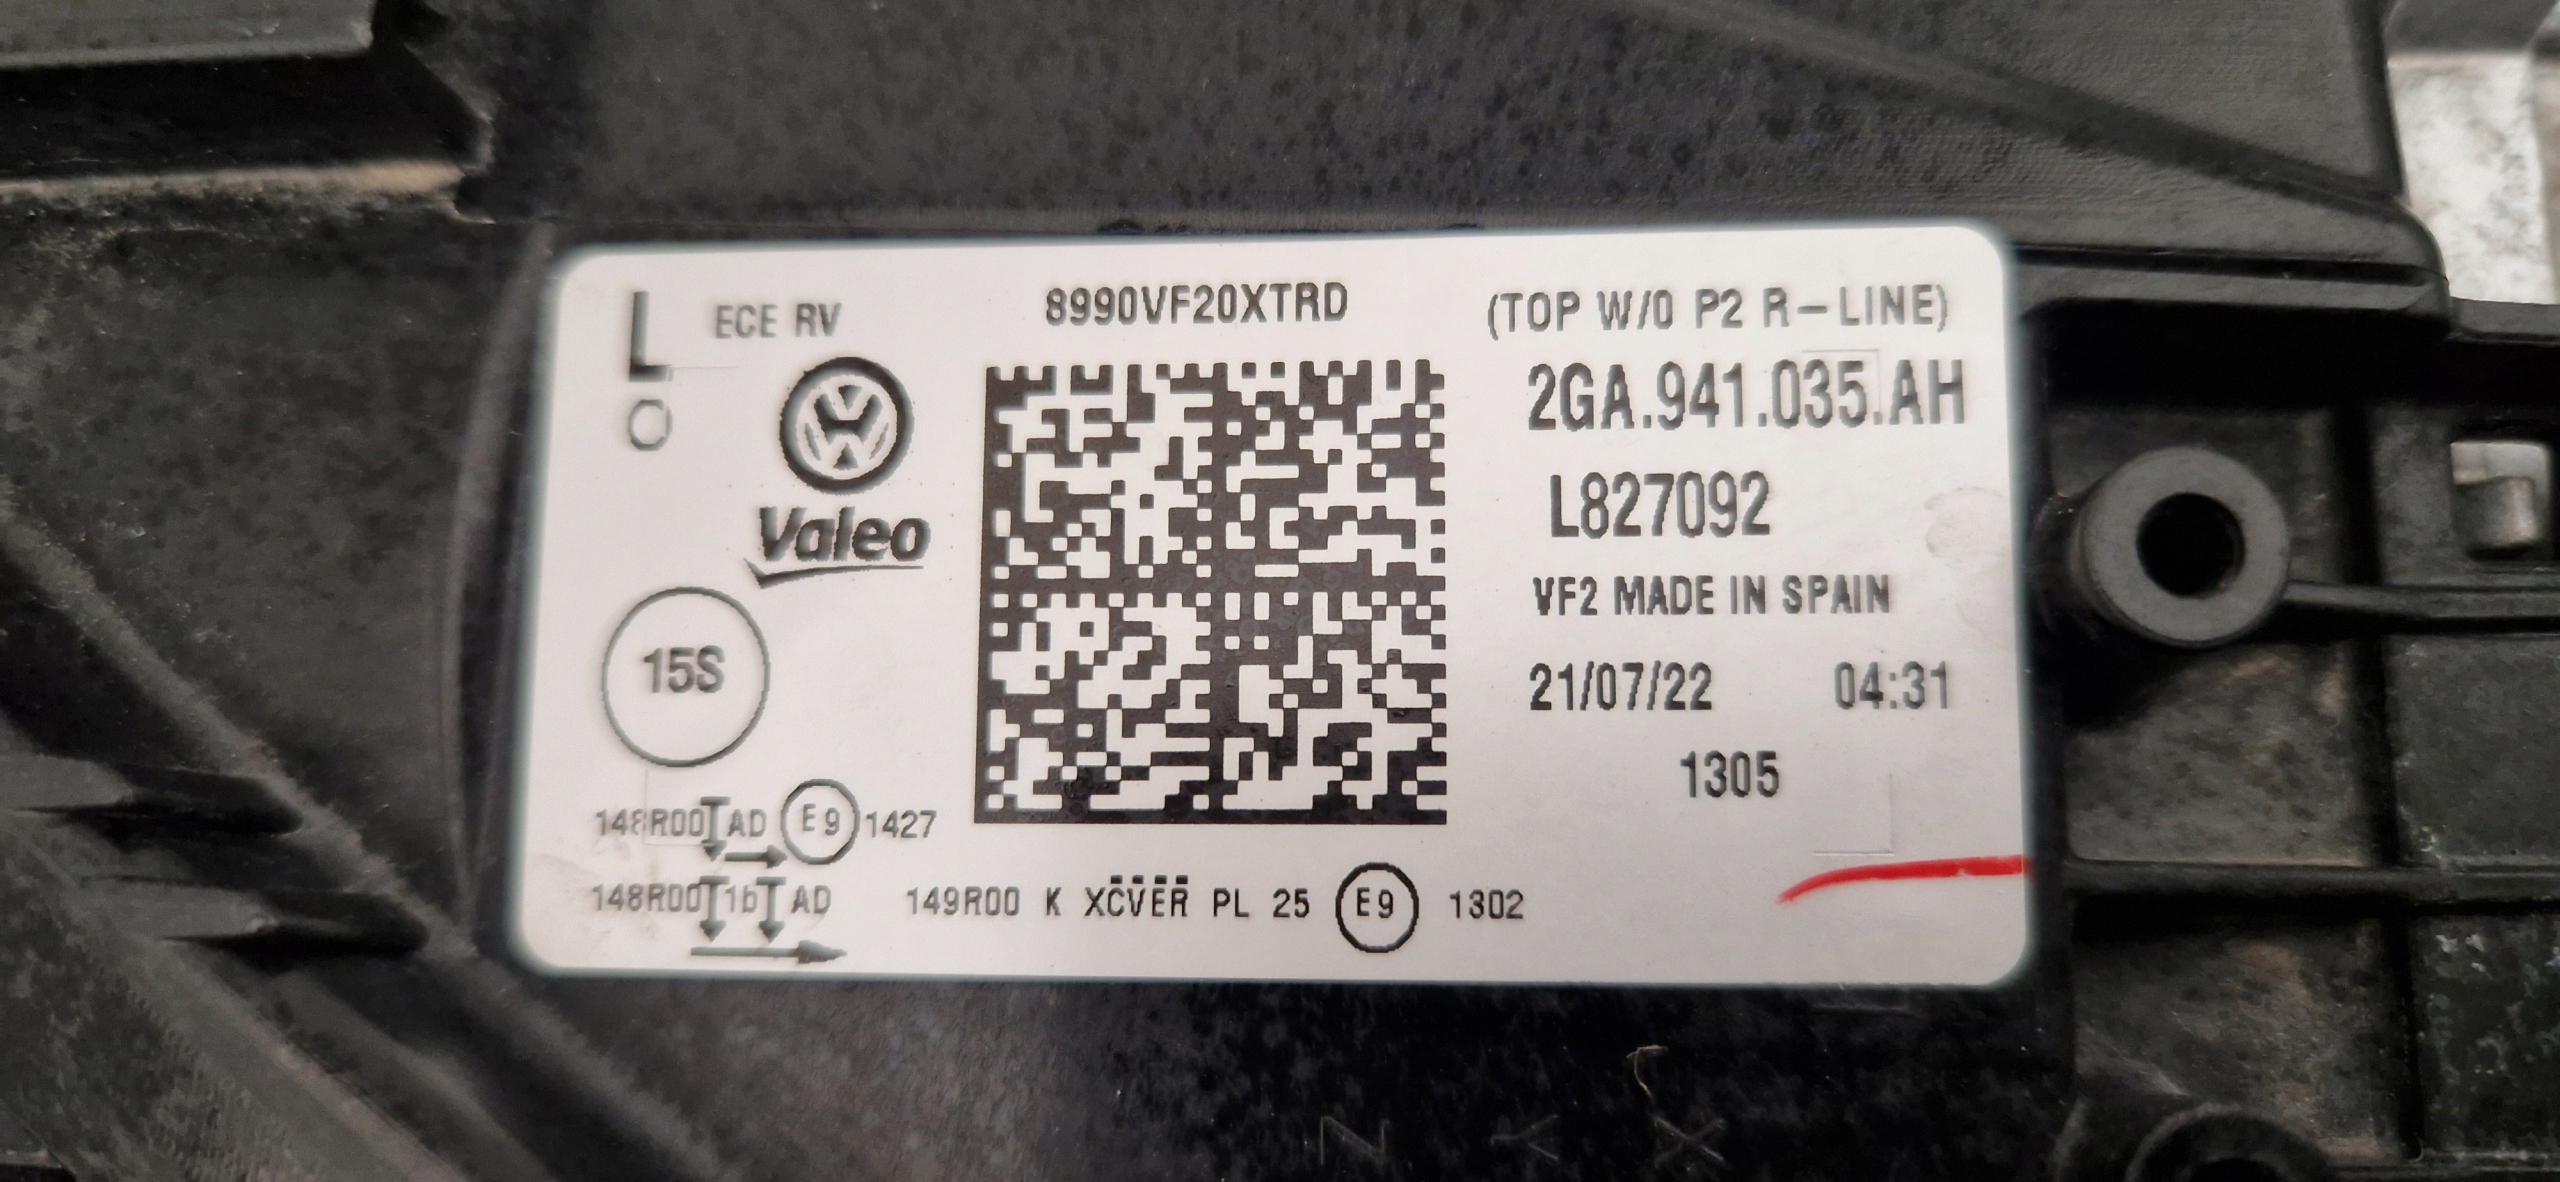 L ECE RV
O
Valeo
15S
148R00 AD E9 1427
148R00 1b AD
8990VF20XTRD
(TOP W/O P2 R-LINE)
2GA.941.035.AH
L827092
VF2 MADE IN SPAIN
21/07/22 04:31
1305
149R00 K XCVER PL 25 E9 1302